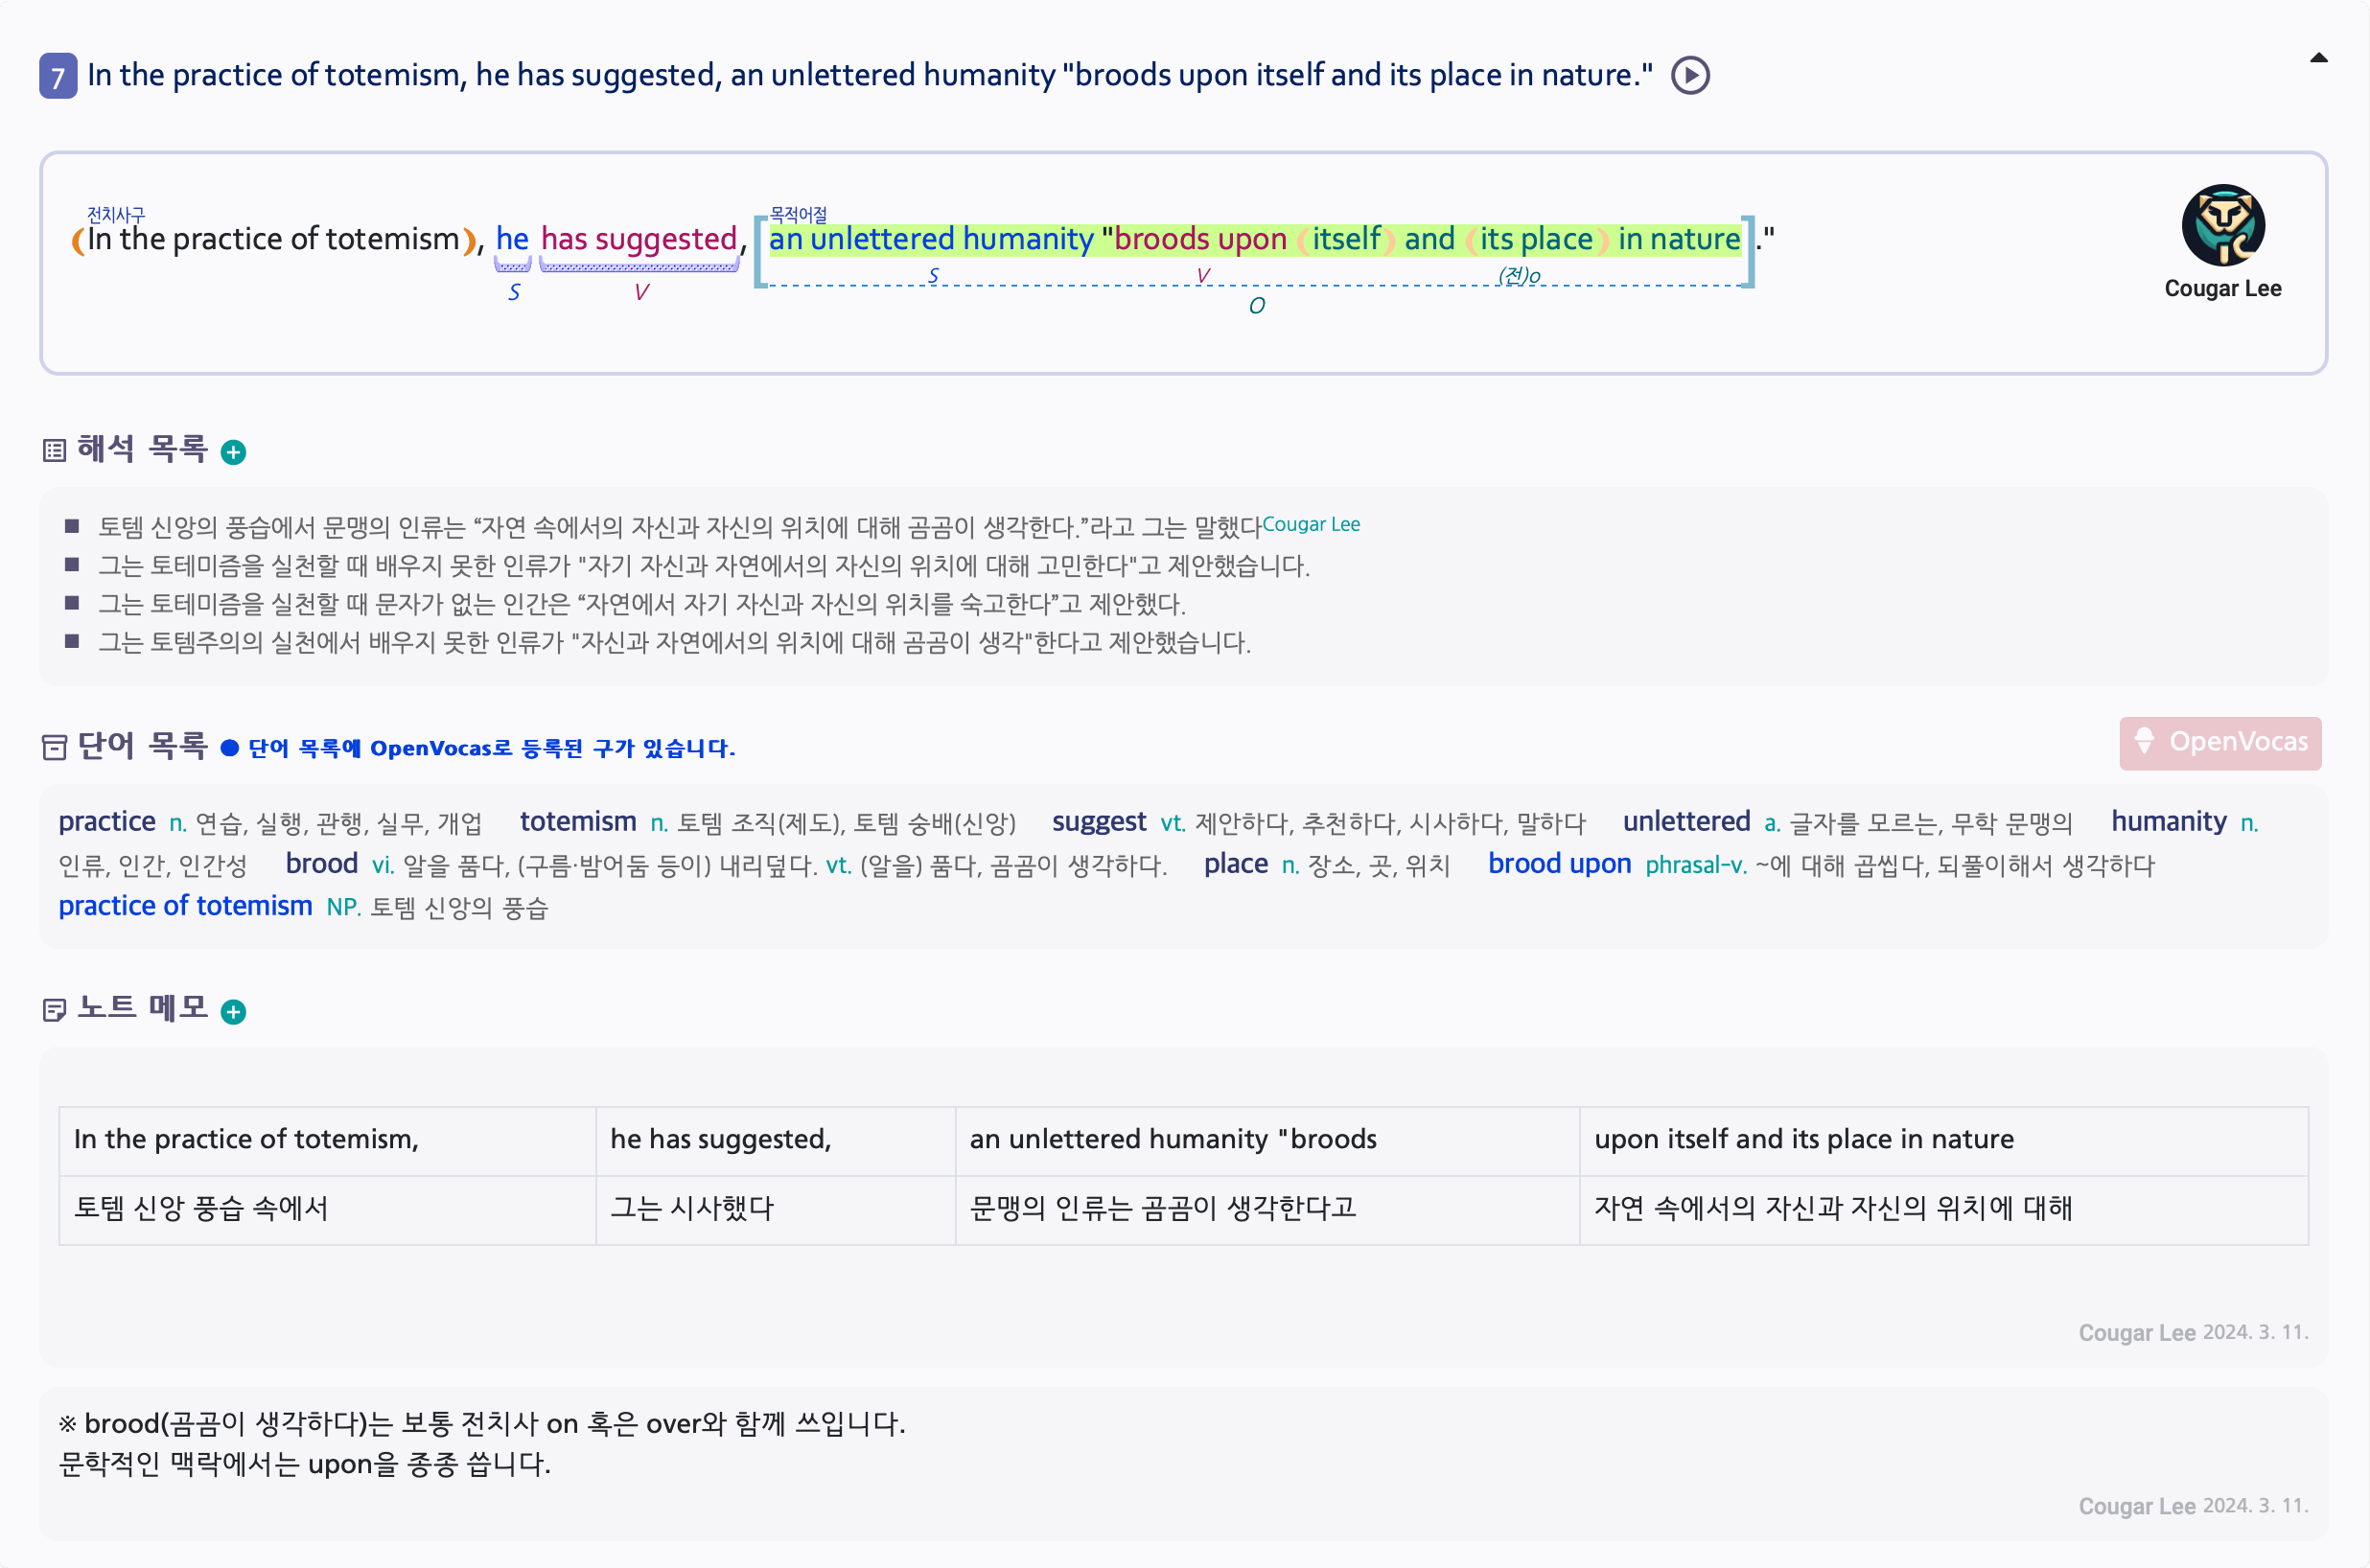 7 In the practice of totemism, he has suggested, an unlettered humanity "broods upon itself and its place in nature."
전치사구 목적어절
(In the practice of totemism), he has suggested, [an unlettered humanity "broods upon (itself) and (its place) in nature]."
S V (전)o
S V O
Cougar Lee
해석 목록
■ 토템 신앙의 풍습에서 문맹의 인류는 “자연 속에서의 자신과 자신의 위치에 대해 곰곰이 생각한다.”라고 그는 말했다Cougar Lee
■ 그는 토테미즘을 실천할 때 배우지 못한 인류가 "자기 자신과 자연에서의 자신의 위치에 대해 고민한다"고 제안했습니다.
■ 그는 토테미즘을 실천할 때 문자가 없는 인간은 “자연에서 자기 자신과 자신의 위치를 숙고한다”고 제안했다.
■ 그는 토템주의의 실천에서 배우지 못한 인류가 "자신과 자연에서의 위치에 대해 곰곰이 생각"한다고 제안했습니다.
단어 목록 ● 단어 목록에 OpenVocas로 등록된 구가 있습니다.
OpenVocas
practice n. 연습, 실행, 관행, 실무, 개업 totemism n. 토템 조직(제도), 토템 숭배(신앙) suggest vt. 제안하다, 추천하다, 시사하다, 말하다 unlettered a. 글자를 모르는, 무학 문맹의 humanity n.
인류, 인간, 인간성 brood vi. 알을 품다, (구름·밤어둠 등이) 내리덮다. vt. (알을) 품다, 곰곰이 생각하다. place n. 장소, 곳, 위치 brood upon phrasal-v. ~에 대해 곱씹다, 되풀이해서 생각하다
practice of totemism NP. 토템 신앙의 풍습
노트 메모
In the practice of totemism, he has suggested, an unlettered humanity "broods upon itself and its place in nature
토템 신앙 풍습 속에서 그는 시사했다 문맹의 인류는 곰곰이 생각한다고 자연 속에서의 자신과 자신의 위치에 대해
Cougar Lee 2024. 3. 11.
※ brood(곰곰이 생각하다)는 보통 전치사 on 혹은 over와 함께 쓰입니다.
문학적인 맥락에서는 upon을 종종 씁니다.
Cougar Lee 2024. 3. 11.